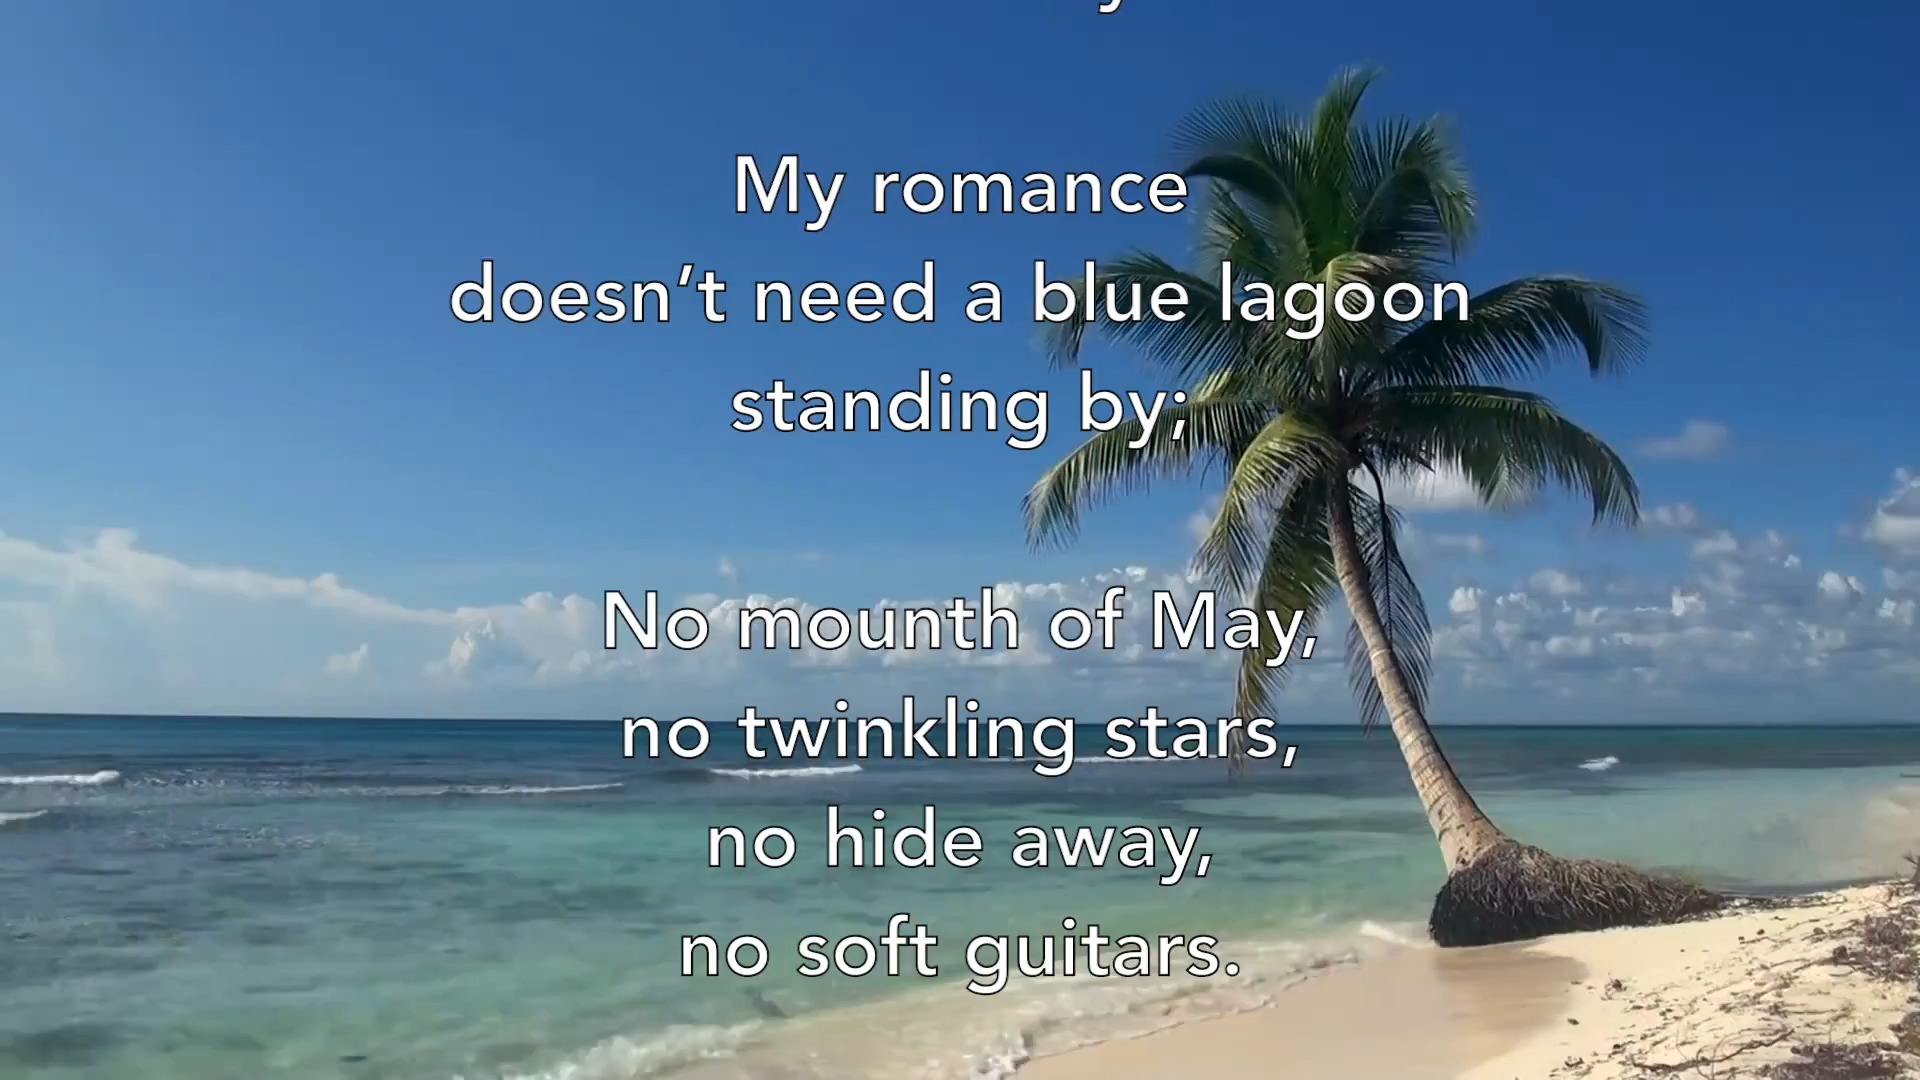 My romance
doesn’t need a blue lagoon
standing by;
No mounth of May,
no twinkling stars,
no hide away,
no soft guitars.